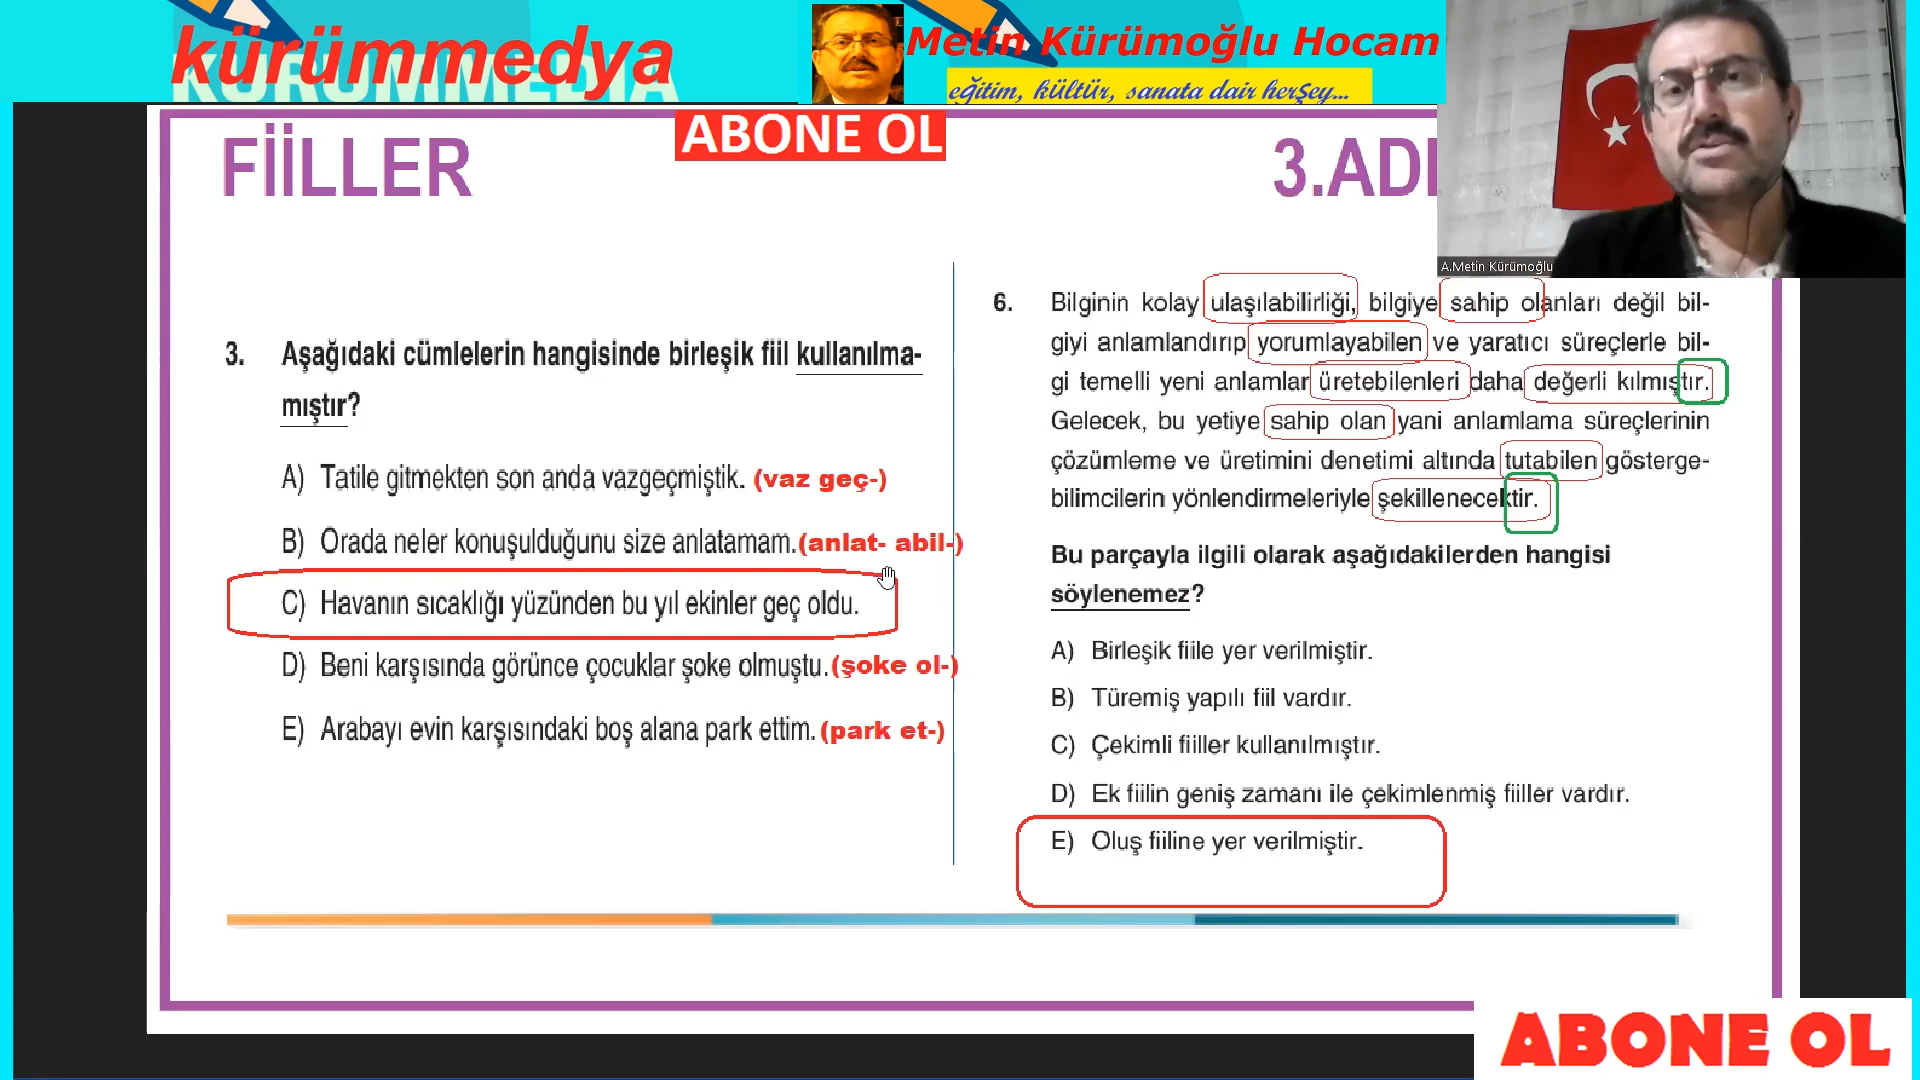 kürümmedya
KÜRÜMMEDİA
Metin Kürümoğlu Hocam
eğitim, kültür, sanata dair herşey...
ABONE OL
FİİLLER
3.ADI
A.Metin Kürümoğlu
3. Aşağıdaki cümlelerin hangisinde birleşik fiil kullanılma-
mıştır?
A) Tatile gitmekten son anda vazgeçmiştik. (vaz geç-)
B) Orada neler konuşulduğunu size anlatamam. (anlat- abil-)
C) Havanın sıcaklığı yüzünden bu yıl ekinler geç oldu.
D) Beni karşısında görünce çocuklar şoke olmuştu. (şoke ol-)
E) Arabayı evin karşısındaki boş alana park ettim. (park et-)
6. Bilginin kolay ulaşılabilirliği, bilgiye sahip olanları değil bil-
giyi anlamlandırıp yorumlayabilen ve yaratıcı süreçlerle bil-
gi temelli yeni anlamlar üretebilenleri daha değerli kılmıştır.
Gelecek, bu yetiye sahip olan yani anlamlama süreçlerinin
çözümleme ve üretimini denetimi altında tutabilen gösterge-
bilimcilerin yönlendirmeleriyle şekillenecektir.
Bu parçayla ilgili olarak aşağıdakilerden hangisi
söylenemez?
A) Birleşik fiile yer verilmiştir.
B) Türemiş yapılı fiil vardır.
C) Çekimli fiiller kullanılmıştır.
D) Ek fiilin geniş zamanı ile çekimlenmiş fiiller vardır.
E) Oluş fiiline yer verilmiştir.
ABONE OL